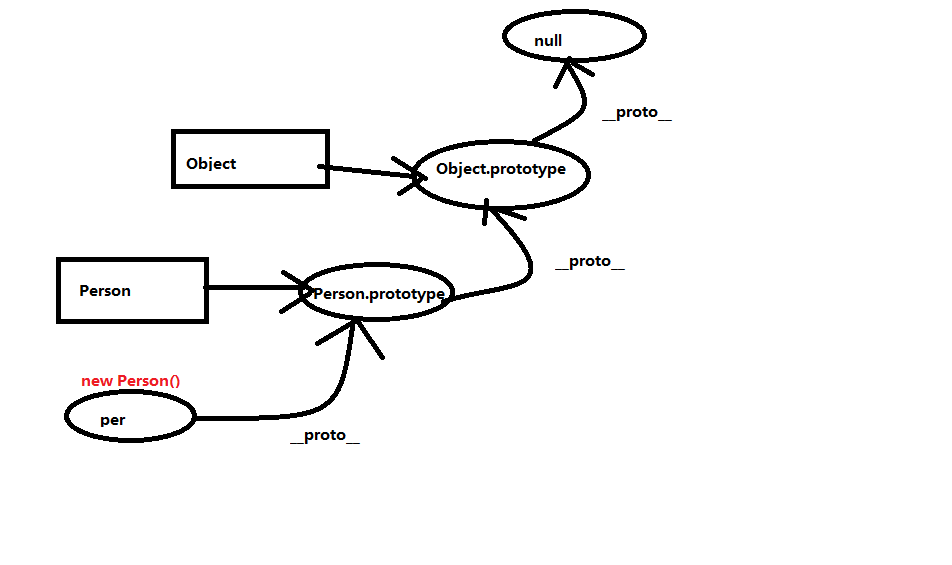 null
__proto__
Object
Object.prototype
__proto__
Person
Person.prototype
new Person()
per
__proto__